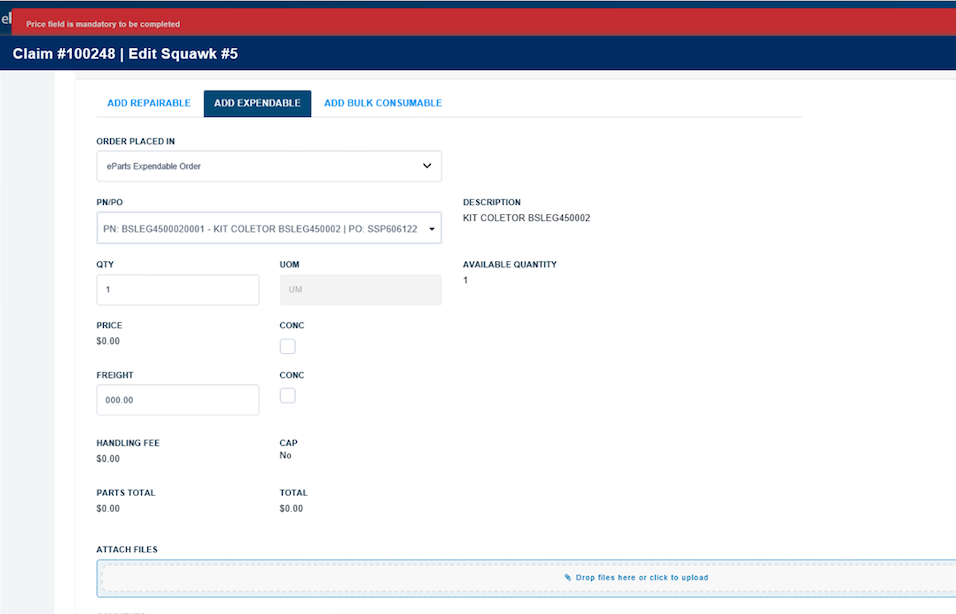 el
Price field is mandatory to be completed
Claim #100248 | Edit Squawk #5
ADD REPAIRABLE ADD EXPENDABLE ADD BULK CONSUMABLE
ORDER PLACED IN
eParts Expendable Order
PN/PO DESCRIPTION
PN: BSLEG4500020001 - KIT COLETOR BSLEG450002 | PO: SSP606122 KIT COLETOR BSLEG450002
QTY UOM AVAILABLE QUANTITY
1 UM 1
PRICE CONC
$0.00
FREIGHT CONC
000.00
HANDLING FEE CAP
$0.00 No
PARTS TOTAL TOTAL
$0.00 $0.00
ATTACH FILES
Drop files here or click to upload